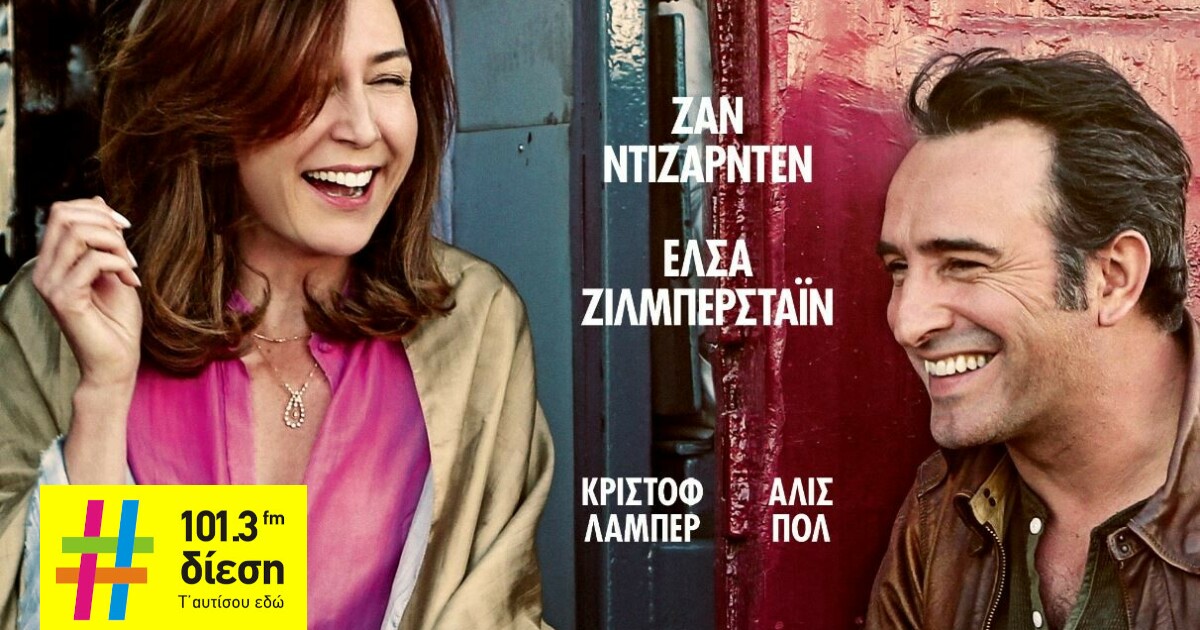 ΖΑΝ
ΝΤΙΖΑΡΝΤΕΝ
ΕΛΣΑ
ΖΙΛΜΠΕΡΣΤΑΪΝ
ΚΡΙΣΤΟΦ
ΛΑΜΠΕΡ
ΑΛΙΣ
ΠΟΛ
101.3 fm
δίεση
Τ'αυτίσου εδώ